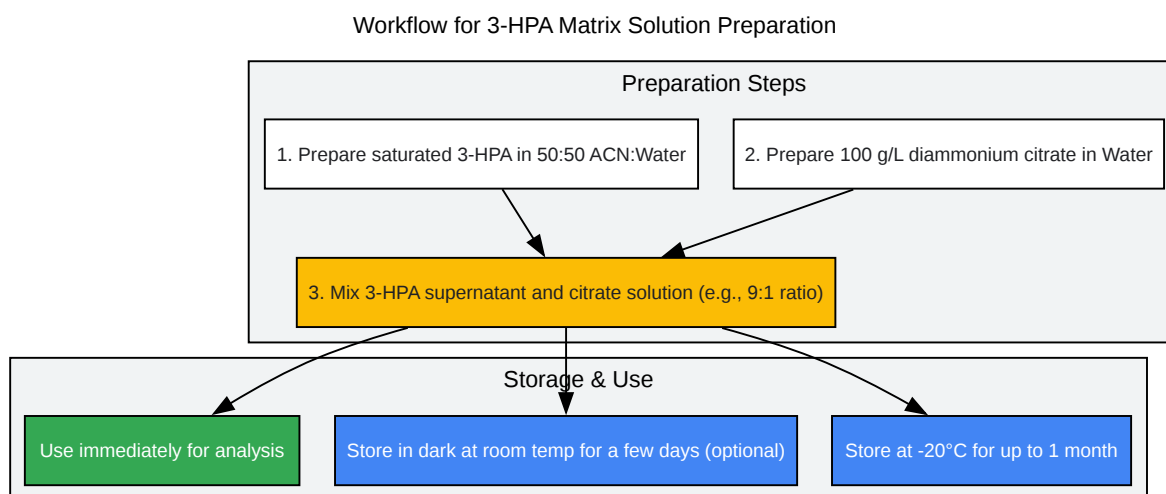 Workflow for 3-HPA Matrix Solution Preparation
Preparation Steps
1. Prepare saturated 3-HPA in 50:50 ACN:Water
2. Prepare 100 g/L diammonium citrate in Water
3. Mix 3-HPA supernatant and citrate solution (e.g., 9:1 ratio)
Storage & Use
Use immediately for analysis
Store in dark at room temp for a few days (optional)
Store at -20°C for up to 1 month